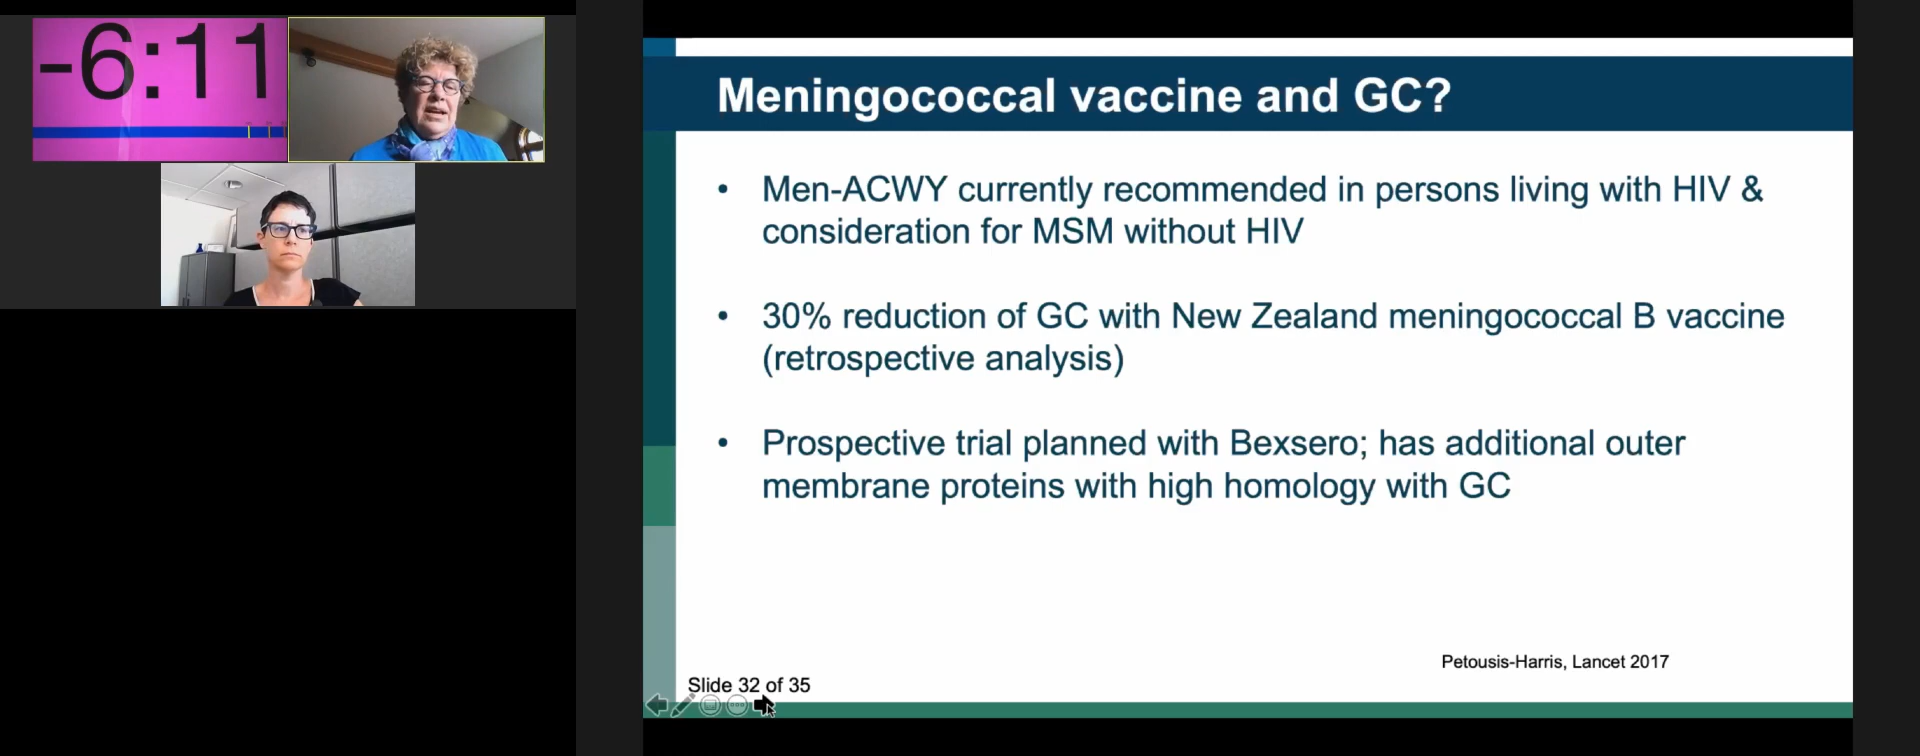 -6:11
Meningococcal vaccine and GC?
• Men-ACWY currently recommended in persons living with HIV &
consideration for MSM without HIV
• 30% reduction of GC with New Zealand meningococcal B vaccine
(retrospective analysis)
• Prospective trial planned with Bexsero; has additional outer
membrane proteins with high homology with GC
Petousis-Harris, Lancet 2017
Slide 32 of 35